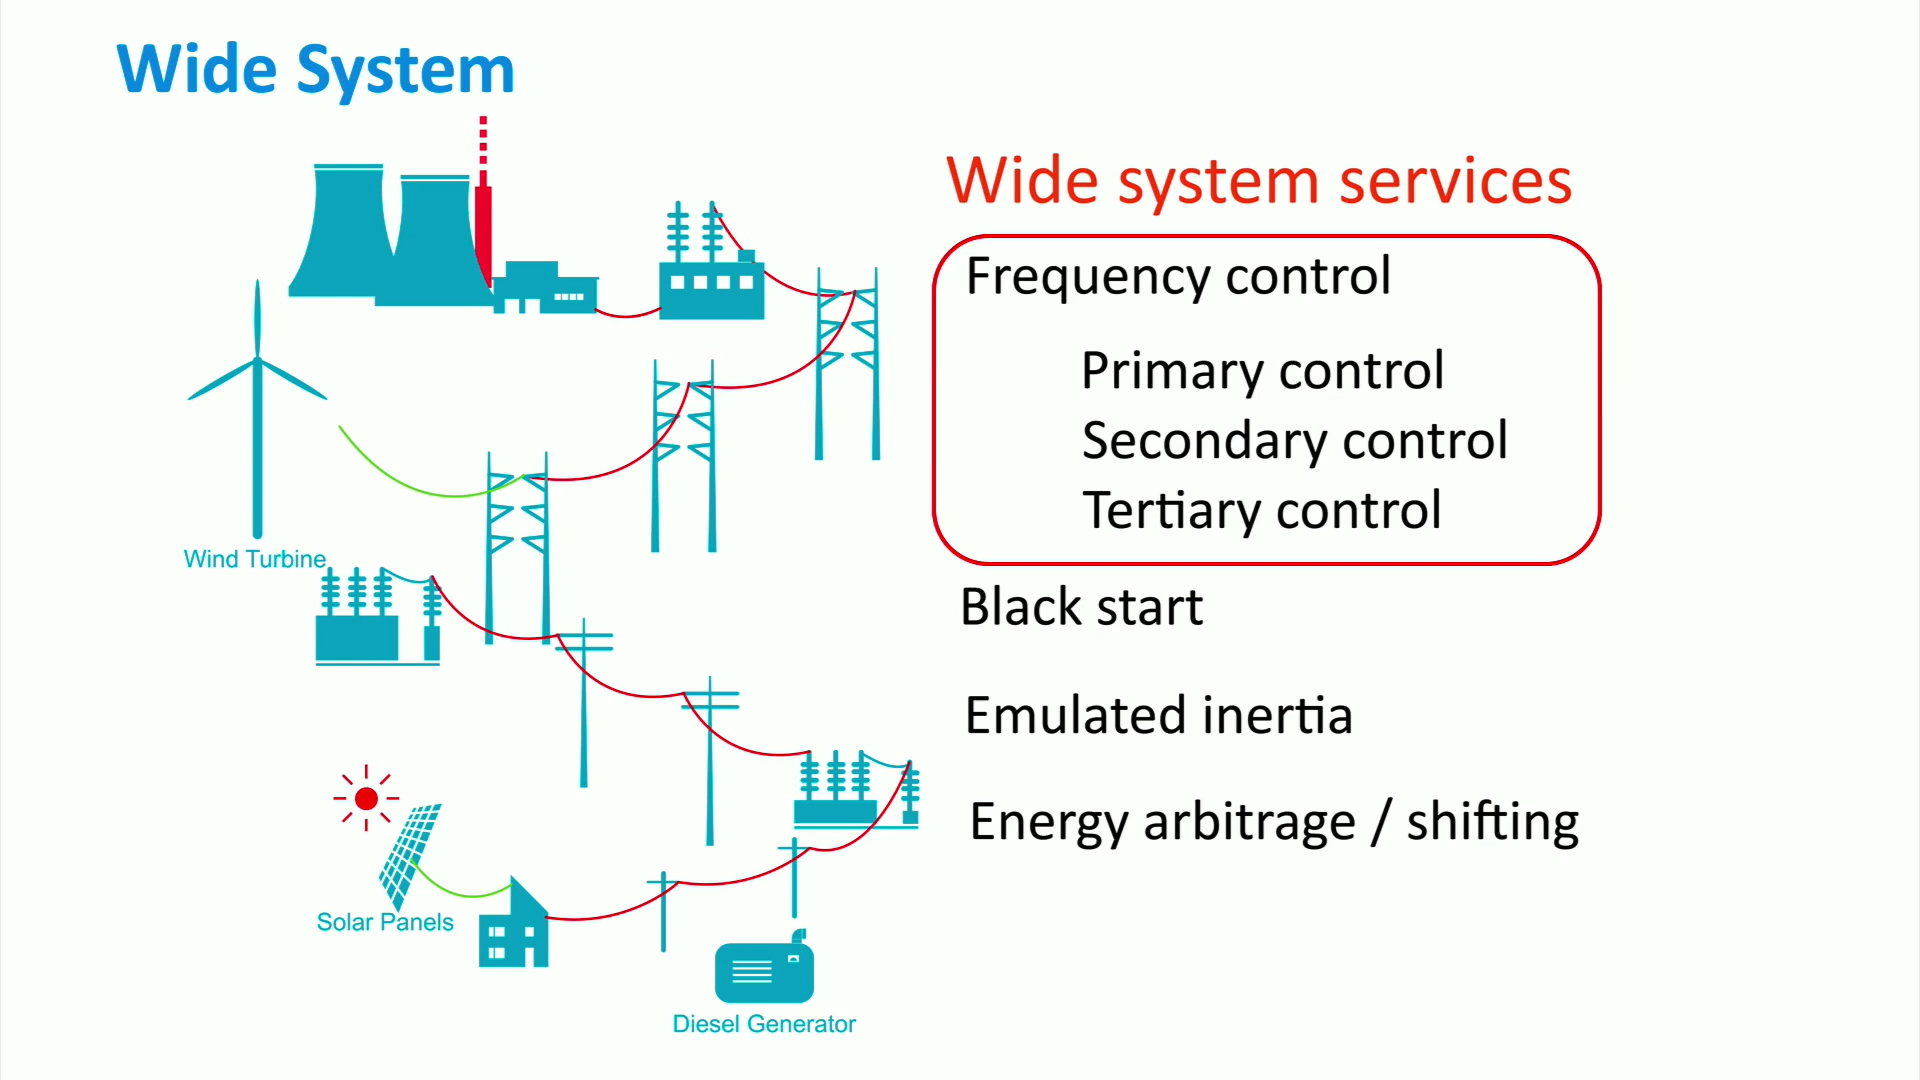 Wide System
Wide system services
Frequency control
Primary control
Secondary control
Tertiary control
Black start
Emulated inertia
Energy arbitrage / shifting
Wind Turbine
Solar Panels
Diesel Generator